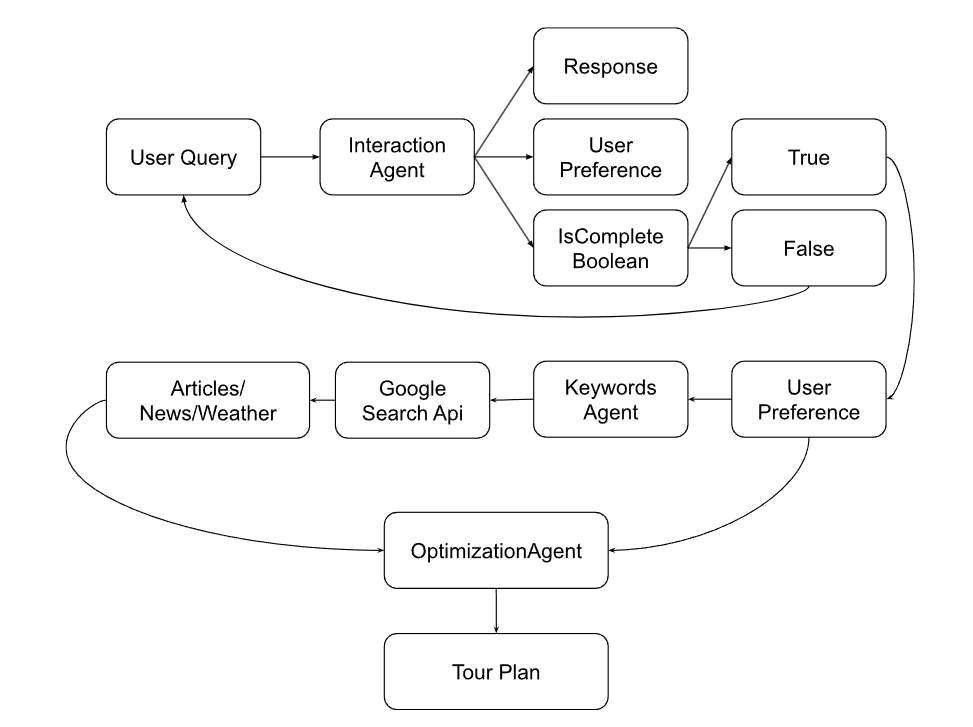 Response
User Query
Interaction
Agent
User
Preference
True
IsComplete
Boolean
False
Articles/
News/Weather
Google
Search Api
Keywords
Agent
User
Preference
OptimizationAgent
Tour Plan